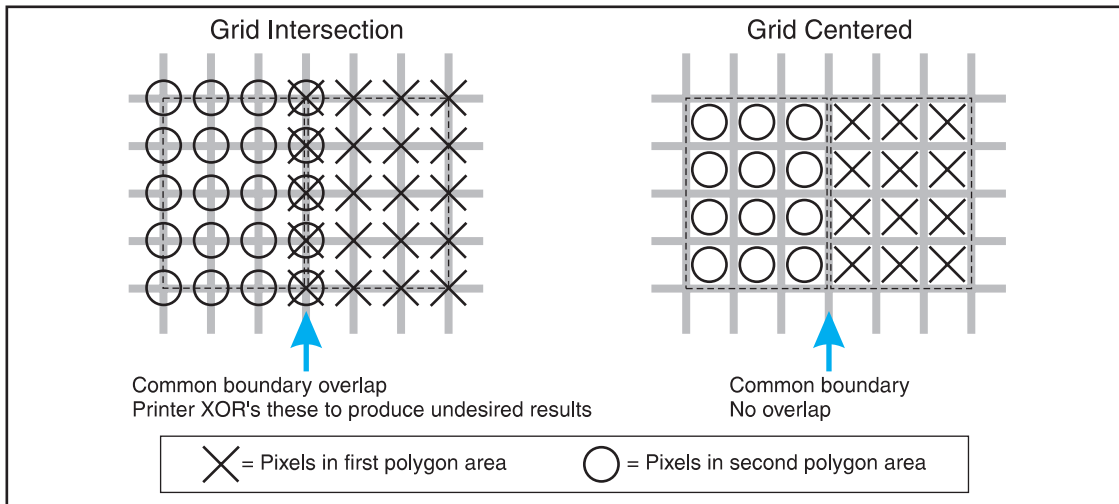 Grid Intersection
Grid Centered
Common boundary overlap
Printer XOR's these to produce undesired results
Common boundary
No overlap
= Pixels in first polygon area
= Pixels in second polygon area